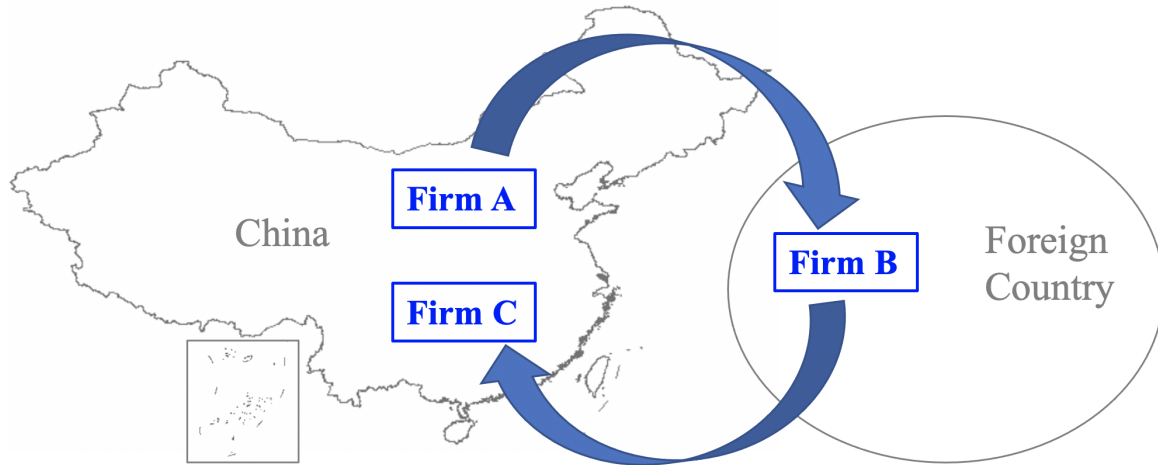 Firm A
China
Firm B
Foreign
Country
Firm C